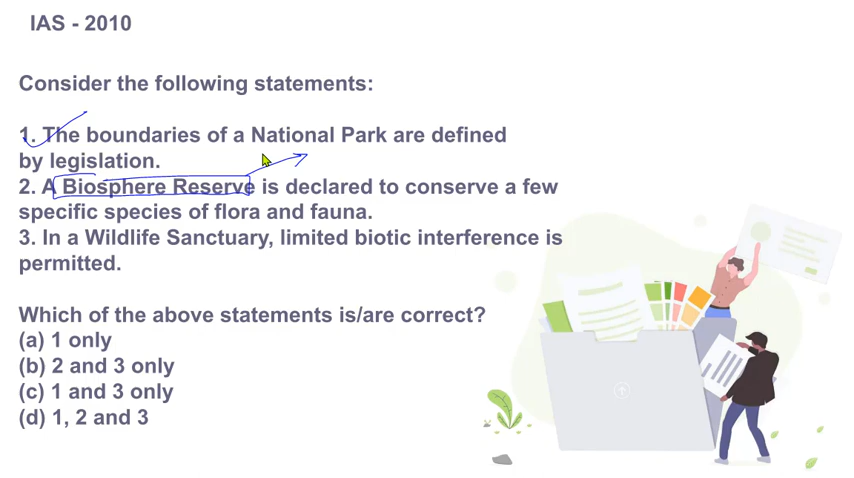 IAS - 2010
Consider the following statements:
1. The boundaries of a National Park are defined
by legislation.
2. A Biosphere Reserve is declared to conserve a few
specific species of flora and fauna.
3. In a Wildlife Sanctuary, limited biotic interference is
permitted.
Which of the above statements is/are correct?
(a) 1 only
(b) 2 and 3 only
(c) 1 and 3 only
(d) 1, 2 and 3